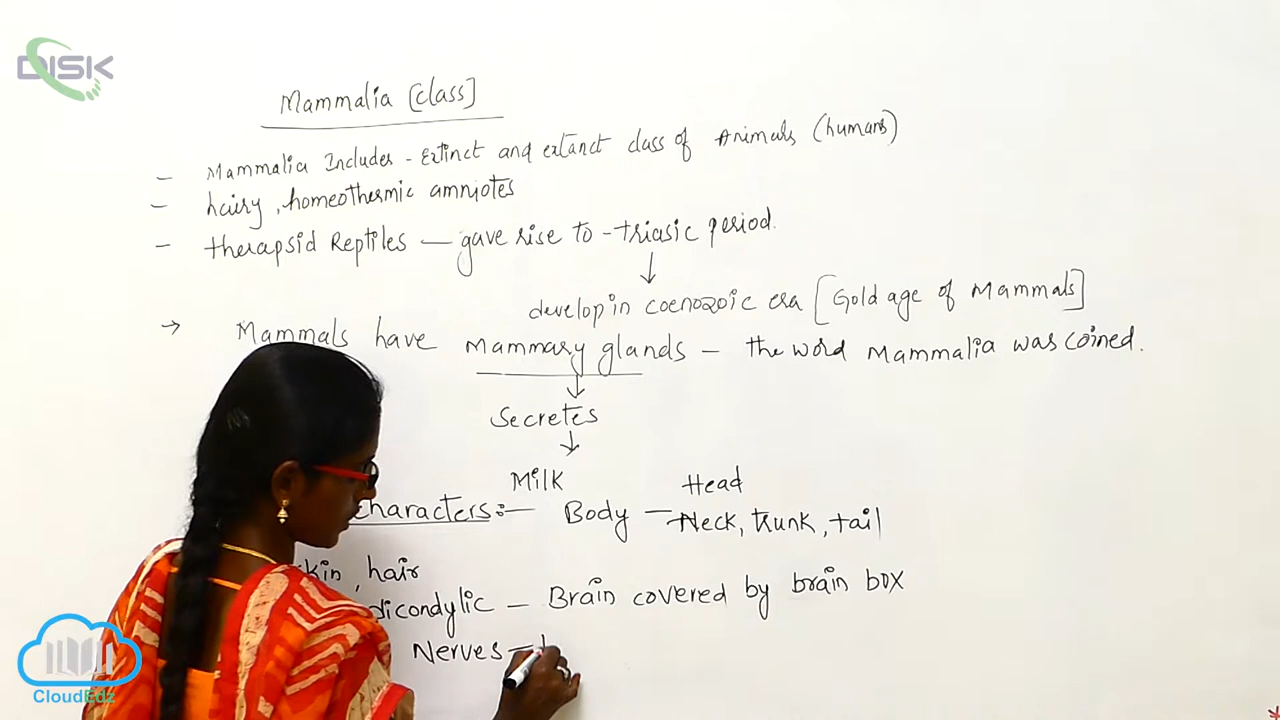 DISK
Mammalia [class]
- Mammalia Includes - Extinct and extanct class of Animals (humans)
- hairy, homeothermic amniotes
- therapsid Reptiles — gave rise to - triasic period.
↓
develop in coenozoic era [Gold age of Mammals]
→ Mammals have mammary glands - the word Mammalia was coined.
↓
Secretes
↓
Milk
Head
characters:- Body - Neck, trunk, tail
skin, hair
dicondylic - Brain covered by brain box
Nerves -
CloudEdz